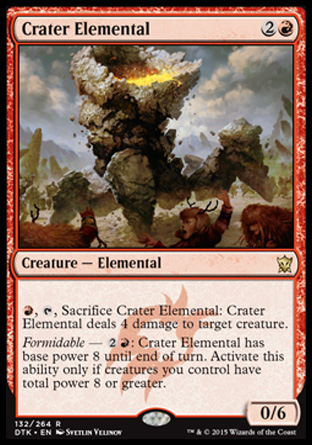 Crater Elemental 2
Creature — Elemental
, , Sacrifice Crater Elemental: Crater
Elemental deals 4 damage to target creature.
Formidable — 2 : Crater Elemental has
base power 8 until end of turn. Activate this
ability only if creatures you control have
total power 8 or greater.
0/6
132/264 R
DTK • EN Svetlin Velinov
™ & © 2015 Wizards of the Coast